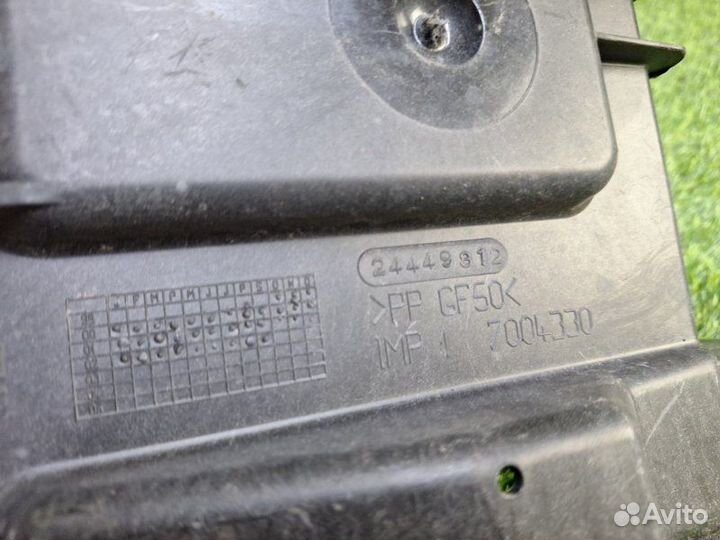 24449812
>PP GF50<
IMP 1 7004330
J F M A M J J A S O N D
Avito